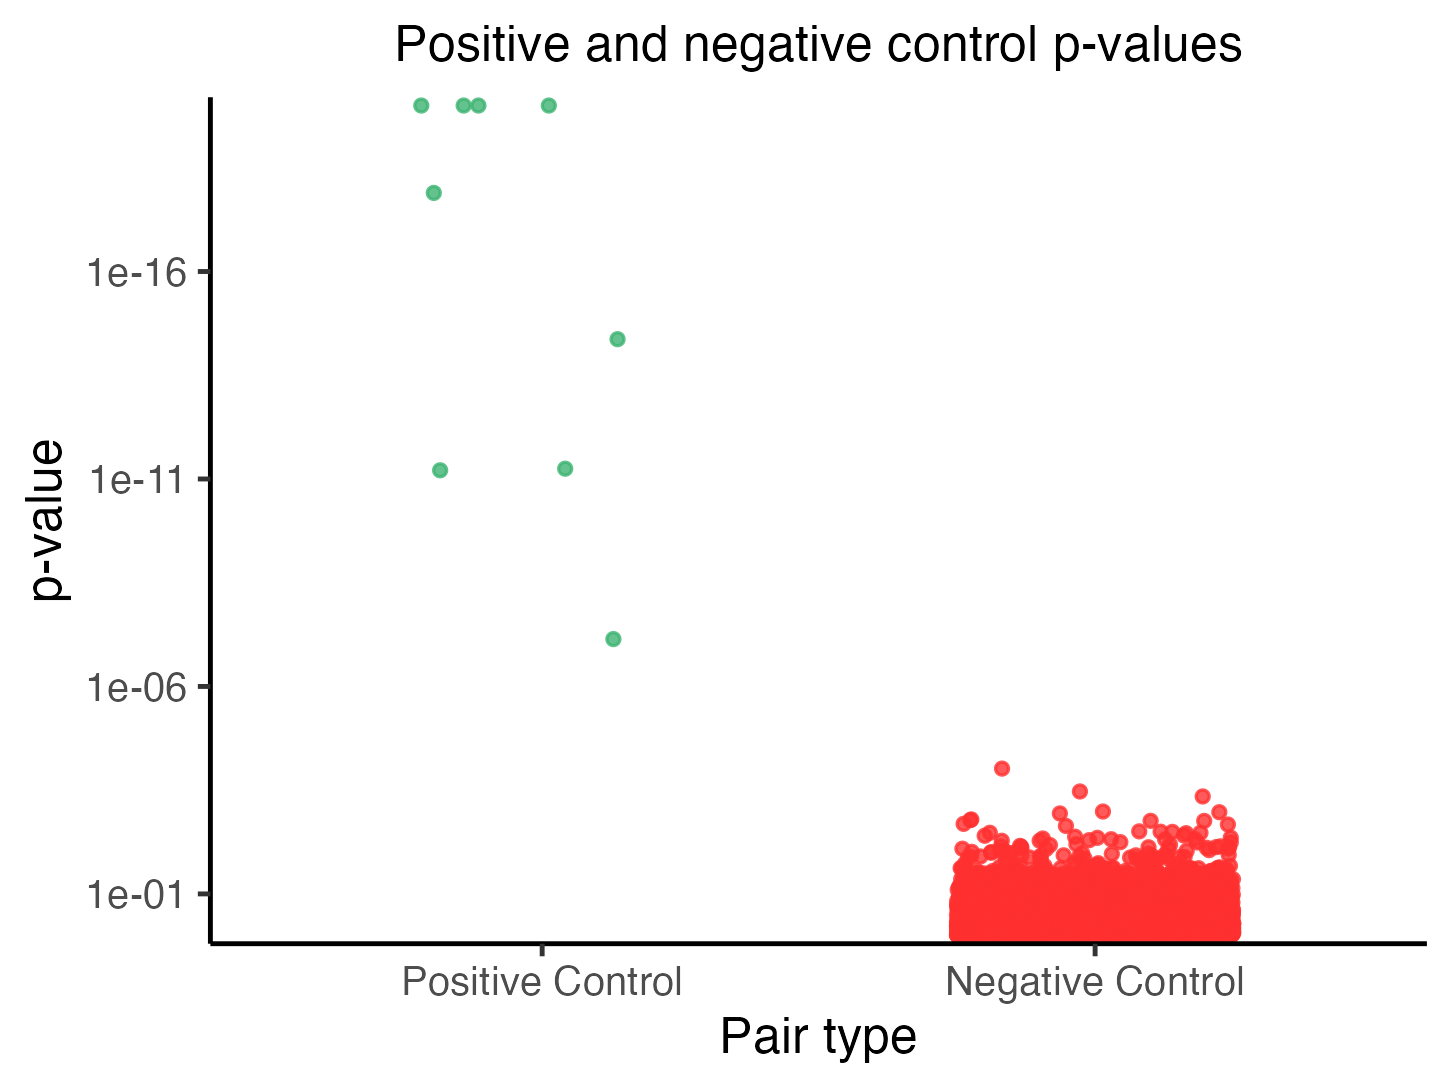 Positive and negative control p-values
1e-16
1e-11
1e-06
1e-01
p-value
Positive Control
Negative Control
Pair type